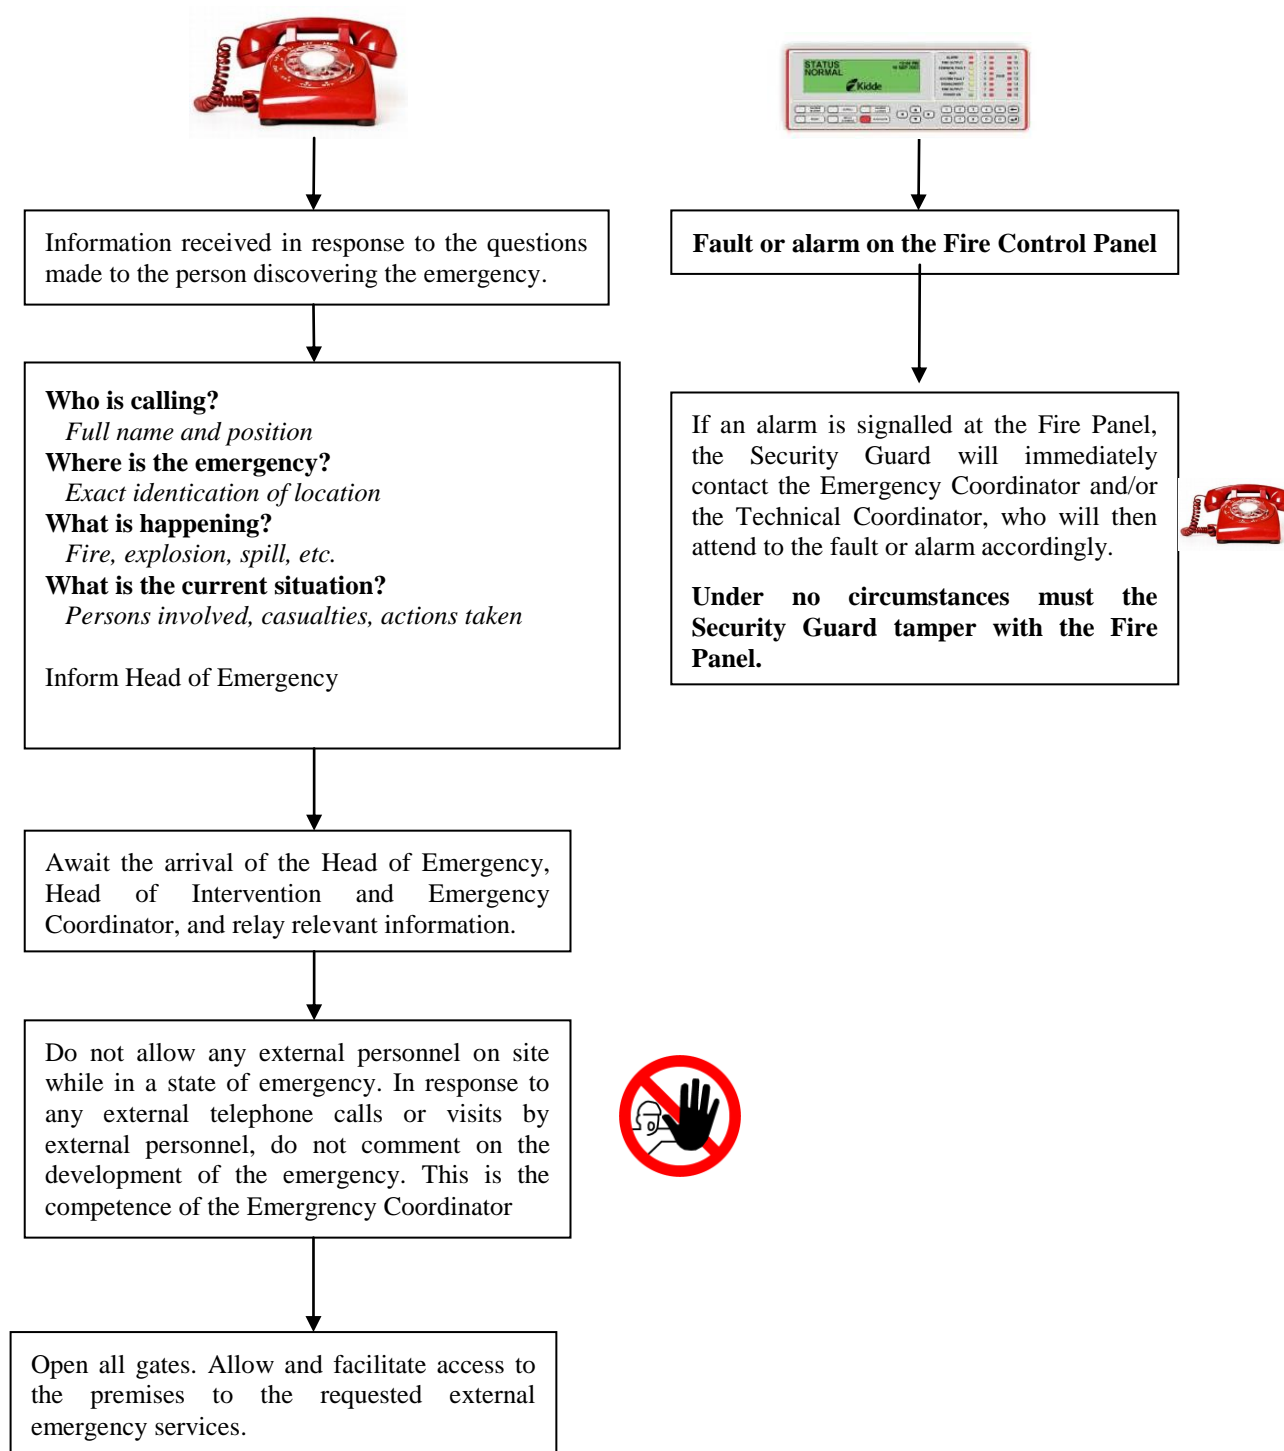 STATUS
NORMAL
Kidde
Information received in response to the questions
made to the person discovering the emergency.
Fault or alarm on the Fire Control Panel
Who is calling?
Full name and position
Where is the emergency?
Exact identication of location
What is happening?
Fire, explosion, spill, etc.
What is the current situation?
Persons involved, casualties, actions taken
Inform Head of Emergency
If an alarm is signalled at the Fire Panel,
the Security Guard will immediately
contact the Emergency Coordinator and/or
the Technical Coordinator, who will then
attend to the fault or alarm accordingly.
Under no circumstances must the
Security Guard tamper with the Fire
Panel.
Await the arrival of the Head of Emergency,
Head of Intervention and Emergency
Coordinator, and relay relevant information.
Do not allow any external personnel on site
while in a state of emergency. In response to
any external telephone calls or visits by
external personnel, do not comment on the
development of the emergency. This is the
competence of the Emergrency Coordinator
Open all gates. Allow and facilitate access to
the premises to the requested external
emergency services.